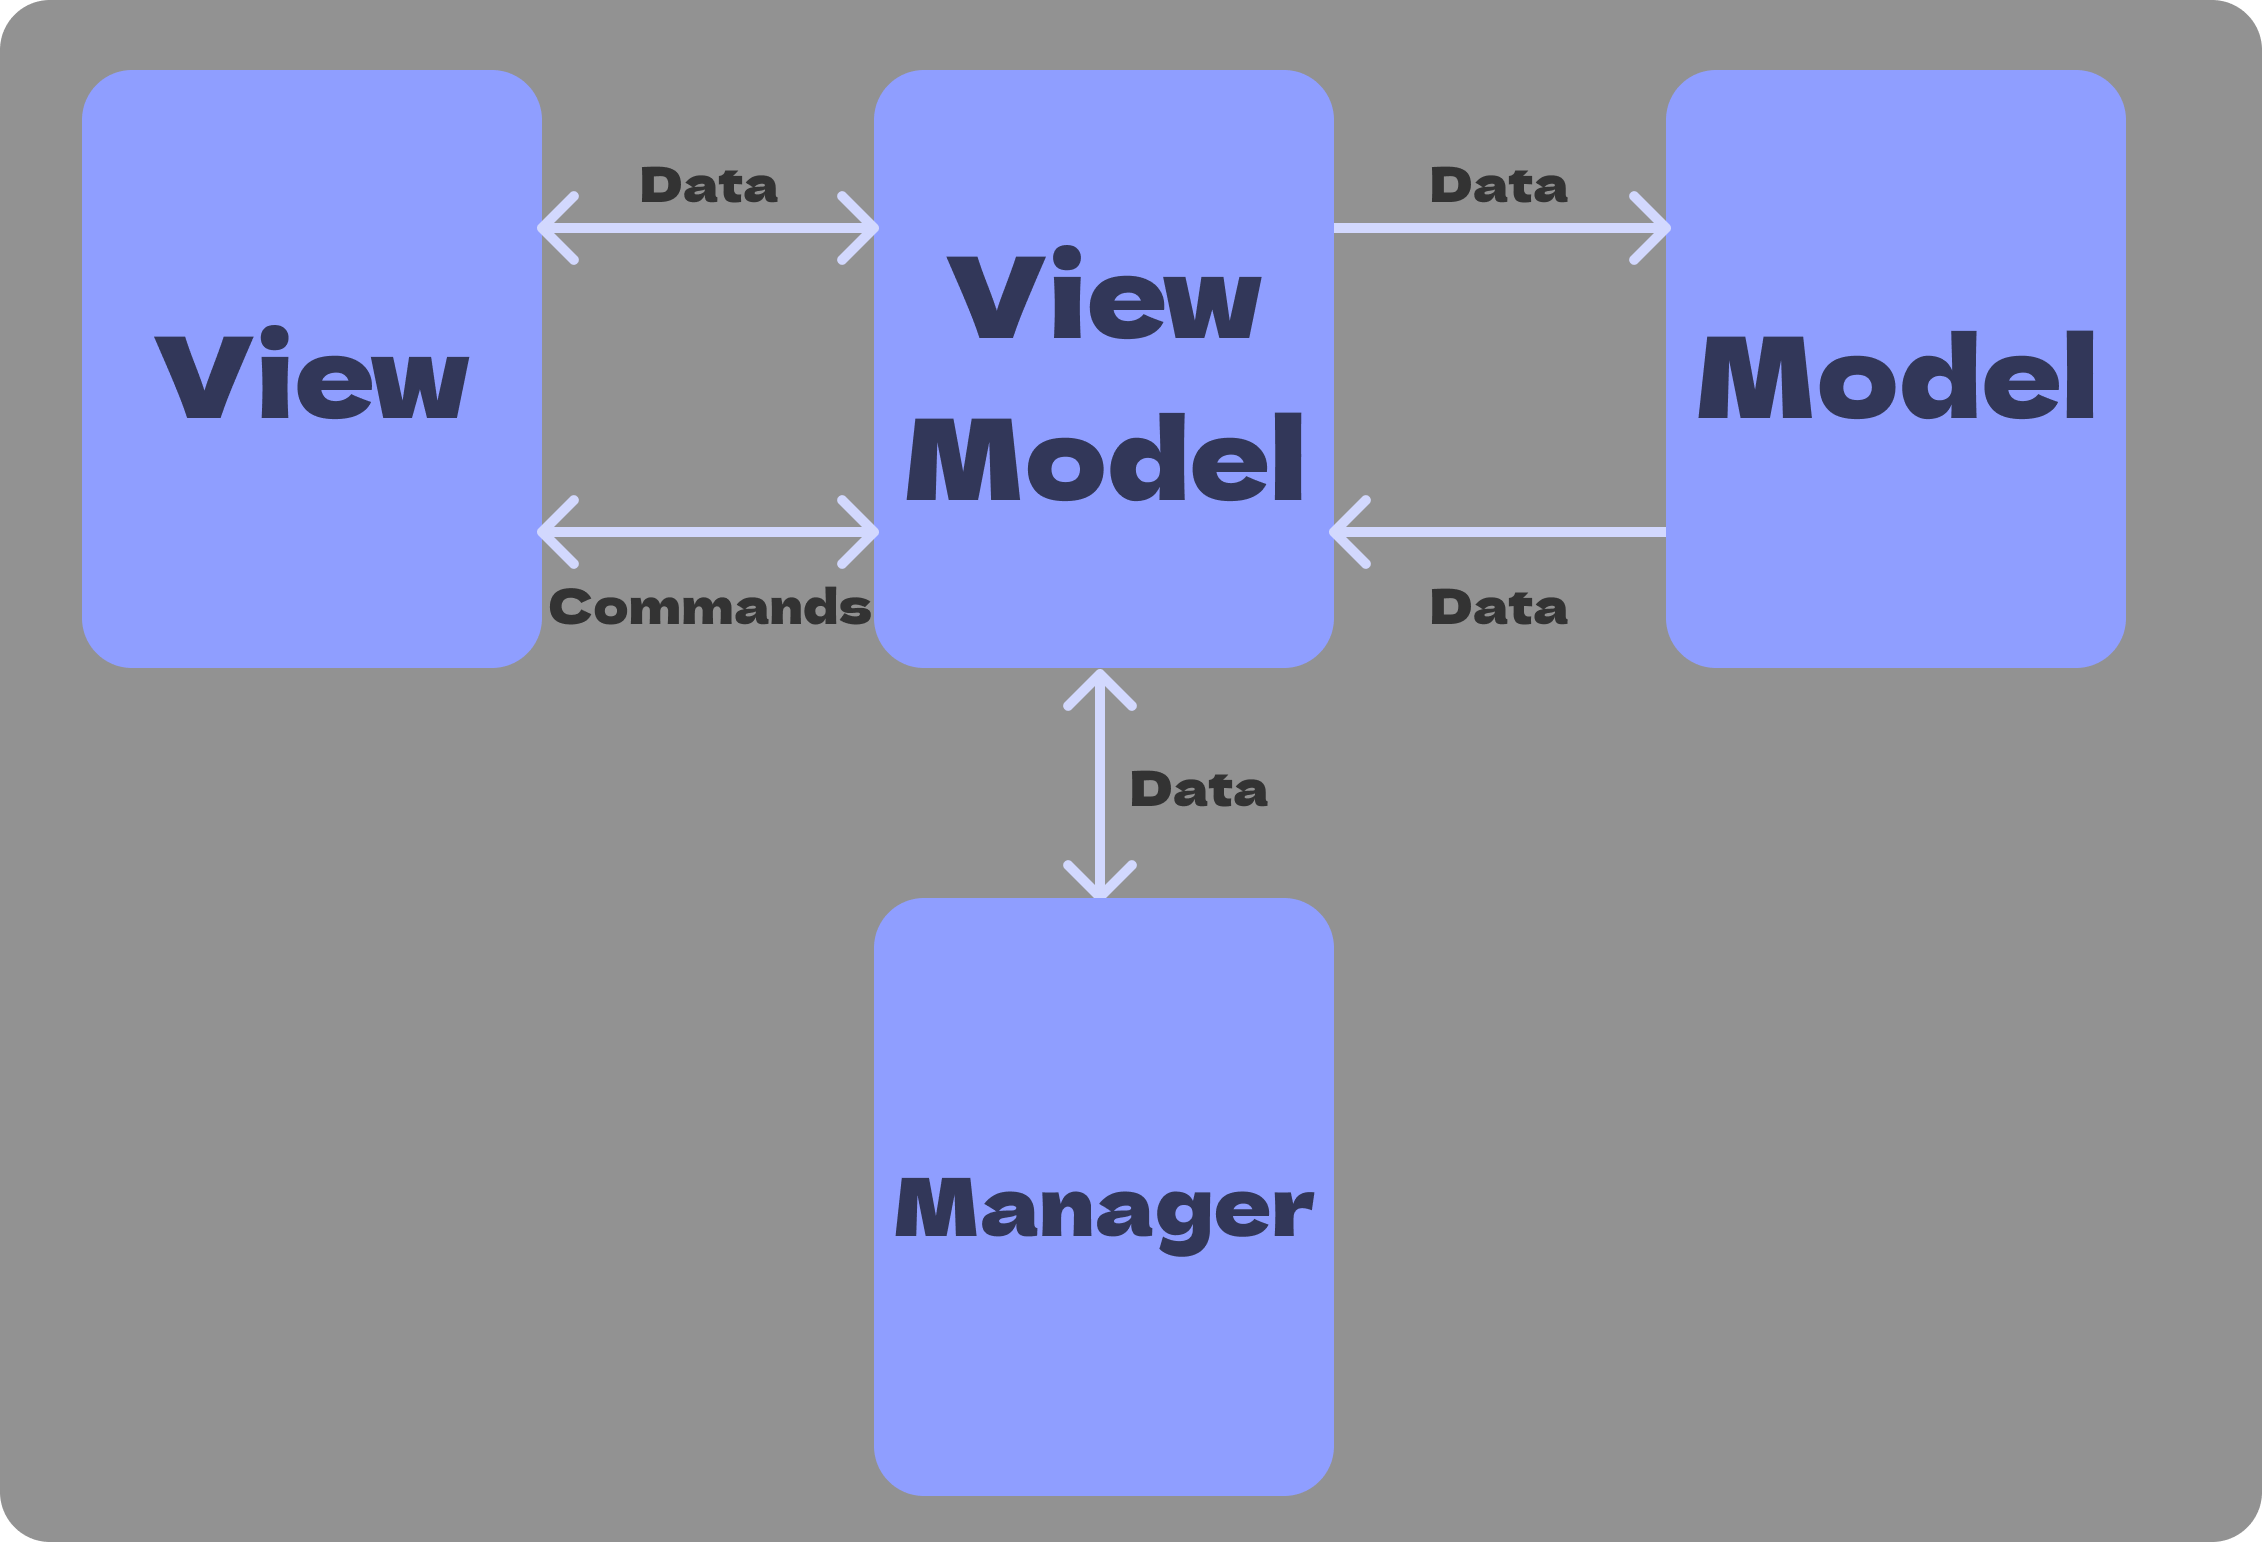 Data
Data
View
View
Model
Model
Commands
Data
Data
Manager